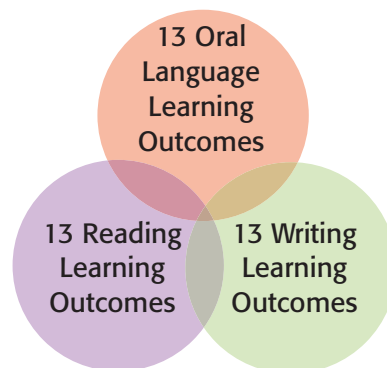 13 Oral
Language
Learning
Outcomes
13 Reading
Learning
Outcomes
13 Writing
Learning
Outcomes